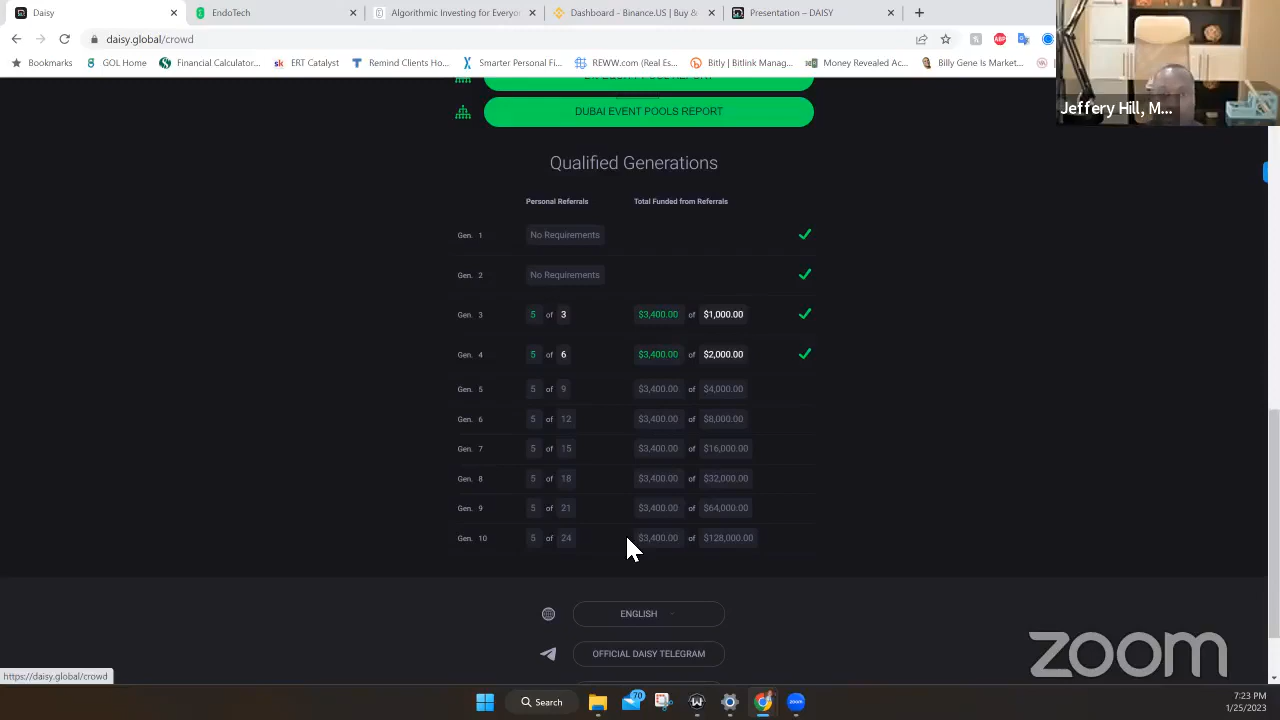 Daisy
EndoTech
Investing for Everyone
Dashboard - Binance.US | Buy &
Presentation – DAISY
daisy.global/crowd
Bookmarks
GOL Home
Financial Calculator...
ERT Catalyst
Remind Clientline...
Smart Personal Fi...
REWW.com (Real Es...
Bitly | Bitlink Manag...
Money Revealed Ac...
Billy Gene Is Market...
Jeffery Hill, M...
DUBAI EVENT POOLS REPORT
Qualified Generations
Personal Referrals Total Funded from Referrals
Gen. 1 No Requirements
Gen. 2 No Requirements
Gen. 3 5 of 3 $3,400.00 of $1,000.00
Gen. 4 5 of 6 $3,400.00 of $2,000.00
Gen. 5 5 of 9 $3,400.00 of $4,000.00
Gen. 6 5 of 12 $3,400.00 of $8,000.00
Gen. 7 5 of 15 $3,400.00 of $16,000.00
Gen. 8 5 of 18 $3,400.00 of $32,000.00
Gen. 9 5 of 21 $3,400.00 of $64,000.00
Gen. 10 5 of 24 $3,400.00 of $128,000.00
ENGLISH
OFFICIAL DAISY TELEGRAM
zoom
https://daisy.global/crowd
Search
70
zoom
7:23 PM
1/25/2023